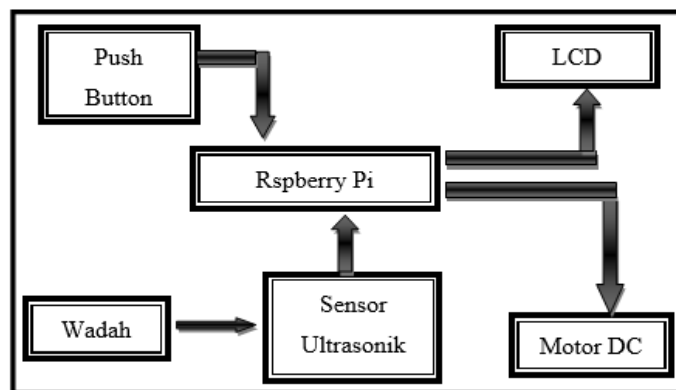 Push
Button
LCD
Rspberry Pi
Sensor
Ultrasonik
Wadah
Motor DC